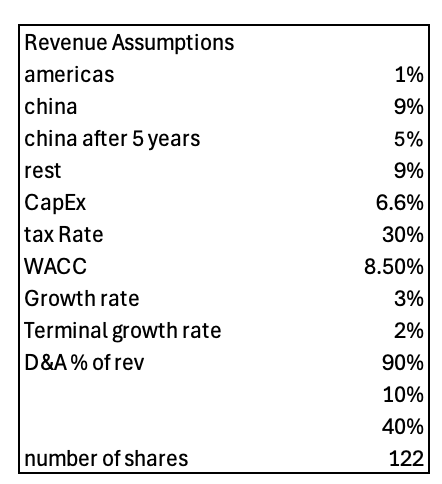 Revenue Assumptions
americas 1%
china 9%
china after 5 years 5%
rest 9%
CapEx 6.6%
tax Rate 30%
WACC 8.50%
Growth rate 3%
Terminal growth rate 2%
D&A % of rev 90%
10%
40%
number of shares 122